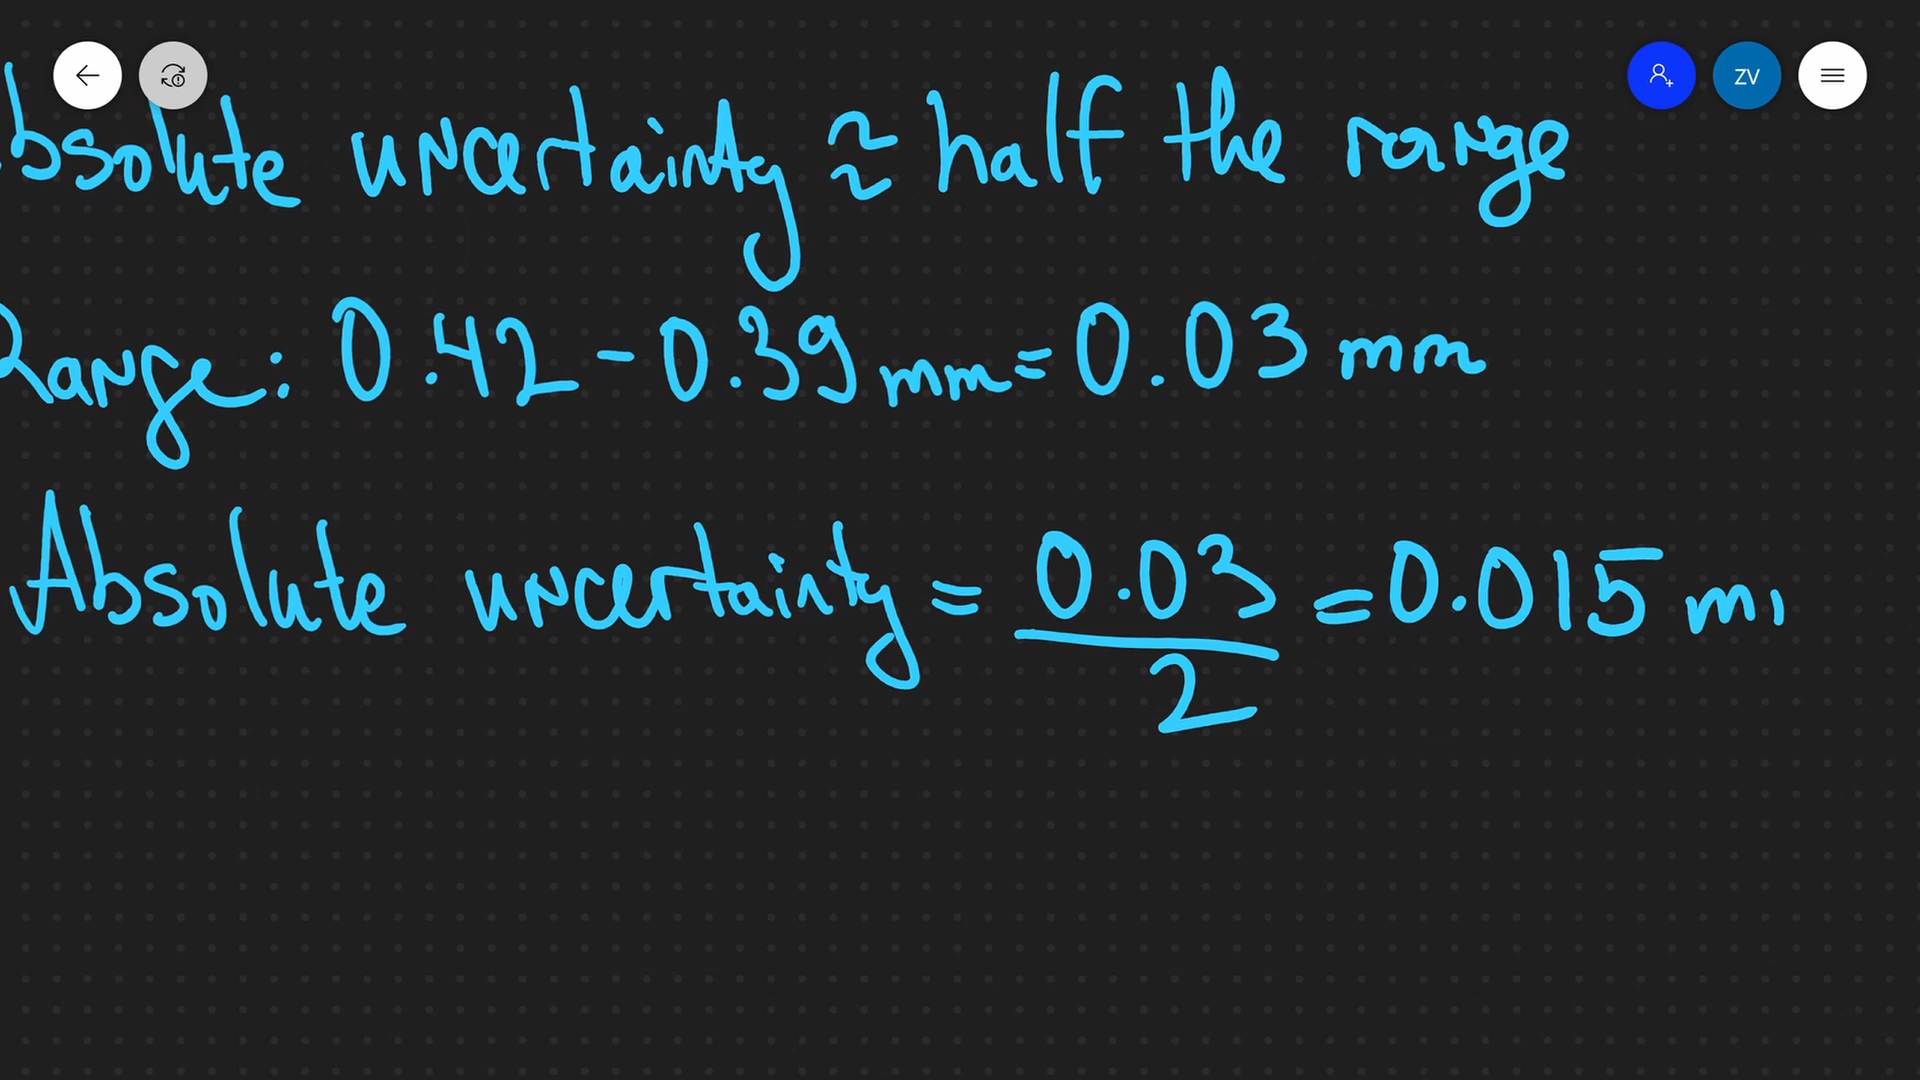 ZV
bsolute uncertainty ≈ half the range
Range: 0.42 - 0.39 mm = 0.03 mm
Absolute uncertainty = 0.03 / 2 = 0.015 m